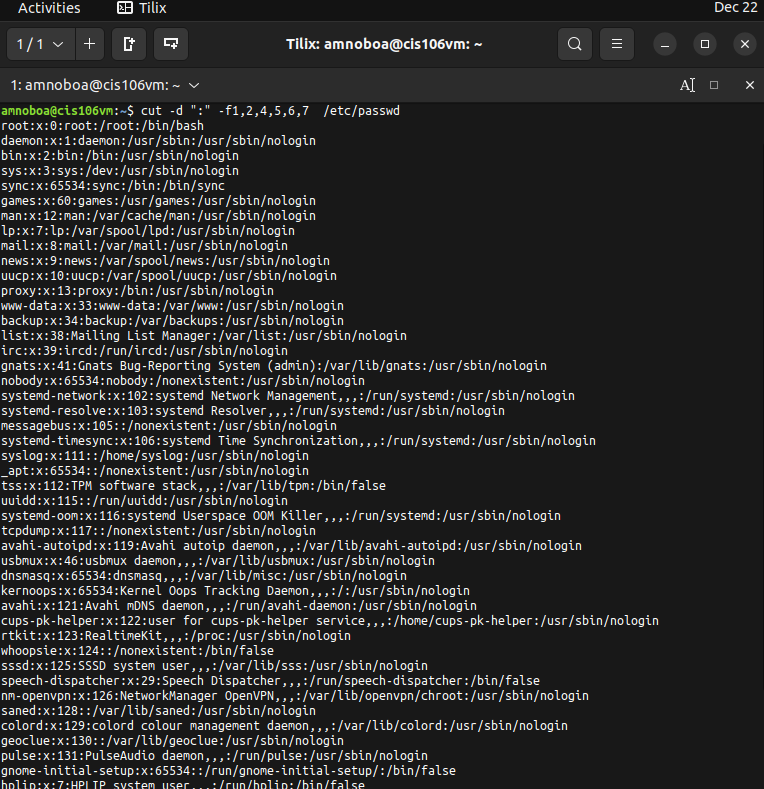 Activities Tilix Dec 22
1 / 1 Tilix: amnoboa@cis106vm: ~
1: amnoboa@cis106vm: ~
amnoboa@cis106vm:~$ cut -d ":" -f1,2,4,5,6,7  /etc/passwd
root:x:0:root:/root:/bin/bash
daemon:x:1:daemon:/usr/sbin:/usr/sbin/nologin
bin:x:2:bin:/bin:/usr/sbin/nologin
sys:x:3:sys:/dev:/usr/sbin/nologin
sync:x:65534:sync:/bin:/bin/sync
games:x:60:games:/usr/games:/usr/sbin/nologin
man:x:12:man:/var/cache/man:/usr/sbin/nologin
lp:x:7:lp:/var/spool/lpd:/usr/sbin/nologin
mail:x:8:mail:/var/mail:/usr/sbin/nologin
news:x:9:news:/var/spool/news:/usr/sbin/nologin
uucp:x:10:uucp:/var/spool/uucp:/usr/sbin/nologin
proxy:x:13:proxy:/bin:/usr/sbin/nologin
www-data:x:33:www-data:/var/www:/usr/sbin/nologin
backup:x:34:backup:/var/backups:/usr/sbin/nologin
list:x:38:Mailing List Manager:/var/list:/usr/sbin/nologin
irc:x:39:ircd:/run/ircd:/usr/sbin/nologin
gnats:x:41:Gnats Bug-Reporting System (admin):/var/lib/gnats:/usr/sbin/nologin
nobody:x:65534:nobody:/nonexistent:/usr/sbin/nologin
systemd-network:x:102:systemd Network Management,,,:/run/systemd:/usr/sbin/nologin
systemd-resolve:x:103:systemd Resolver,,,:/run/systemd:/usr/sbin/nologin
messagebus:x:105::/nonexistent:/usr/sbin/nologin
systemd-timesync:x:106:systemd Time Synchronization,,,:/run/systemd:/usr/sbin/nologin
syslog:x:111::/home/syslog:/usr/sbin/nologin
_apt:x:65534::/nonexistent:/usr/sbin/nologin
tss:x:112:TPM software stack,,,:/var/lib/tpm:/bin/false
uuidd:x:115::/run/uuidd:/usr/sbin/nologin
systemd-oom:x:116:systemd Userspace OOM Killer,,,:/run/systemd:/usr/sbin/nologin
tcpdump:x:117::/nonexistent:/usr/sbin/nologin
avahi-autoipd:x:119:Avahi autoip daemon,,,:/var/lib/avahi-autoipd:/usr/sbin/nologin
usbmux:x:46:usbmux daemon,,,:/var/lib/usbmux:/usr/sbin/nologin
dnsmasq:x:65534:dnsmasq,,,:/var/lib/misc:/usr/sbin/nologin
kernoops:x:65534:Kernel Oops Tracking Daemon,,,:/:/usr/sbin/nologin
avahi:x:121:Avahi mDNS daemon,,,:/run/avahi-daemon:/usr/sbin/nologin
cups-pk-helper:x:122:user for cups-pk-helper service,,,:/home/cups-pk-helper:/usr/sbin/nologin
rtkit:x:123:RealtimeKit,,,:/proc:/usr/sbin/nologin
whoopsie:x:124::/nonexistent:/bin/false
sssd:x:125:SSSD system user,,,:/var/lib/sss:/usr/sbin/nologin
speech-dispatcher:x:29:Speech Dispatcher,,,:/run/speech-dispatcher:/bin/false
nm-openvpn:x:126:NetworkManager OpenVPN,,,:/var/lib/openvpn/chroot:/usr/sbin/nologin
saned:x:128::/var/lib/saned:/usr/sbin/nologin
colord:x:129:colord colour management daemon,,,:/var/lib/colord:/usr/sbin/nologin
geoclue:x:130::/var/lib/geoclue:/usr/sbin/nologin
pulse:x:131:PulseAudio daemon,,,:/run/pulse:/usr/sbin/nologin
gnome-initial-setup:x:65534::/run/gnome-initial-setup/:/bin/false
hplip:x:7:HPLIP system user,,,:/run/hplip:/bin/false